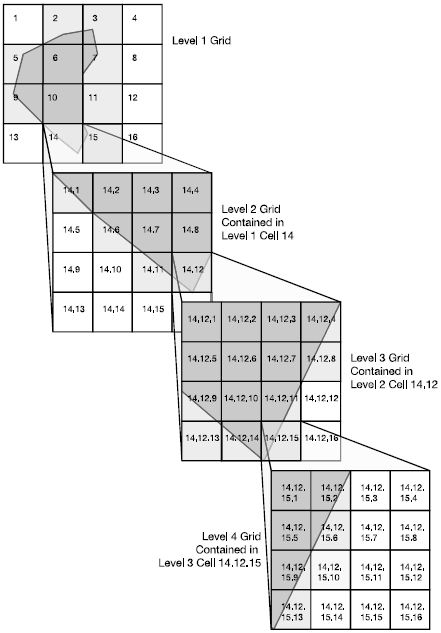 1 2 3 4
Level 1 Grid
5 6 7 8
9 10 11 12
13 14 15 16
14,1 14,2 14,3 14,4
Level 2 Grid
Contained in
Level 1 Cell 14
14.5 14.6 14.7 14.8
14.9 14.10 14.11 14.12
14,13 14,14 14,15
14,12,1 14,12,2 14,12,3 14,12,4
Level 3 Grid
Contained in
Level 2 Cell 14,12
14.12.5 14.12.6 14.12.7 14.12.8
14,12,9 14,12,10 14,12,11 14,12,12
14.12.13 14.12,14 14.12.15 14.12,16
14,12, 14,12, 14,12, 14,12,
15,1 15,2 15,3 15,4
Level 4 Grid
Contained in
Level 3 Cell 14.12.15
14.12. 14.12. 14.12. 14.12.
15.5 15.6 15.7 15.8
14,12, 14,12, 14,12, 14,12,
15.9 15.10 15.11 15.12
14.12. 14.12. 14.12. 14.12.
15.13 15.14 15.15 15.16